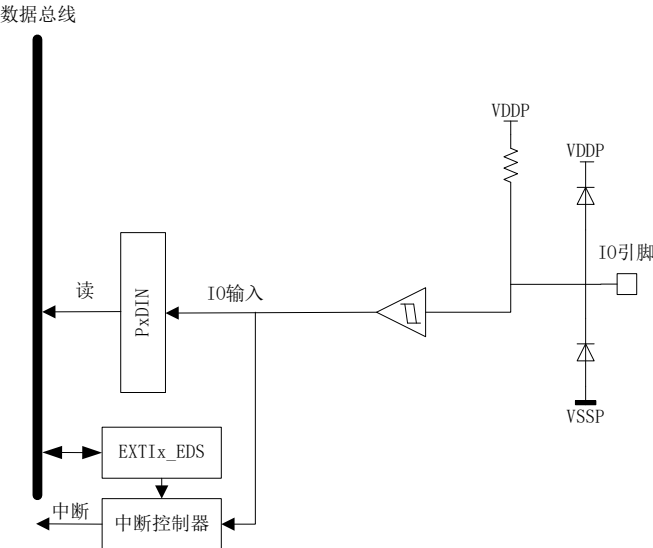 数据总线
VDDP
VDDP
IO引脚
读
PxDIN
IO输入
VSSP
EXTIx_EDS
中断
中断控制器